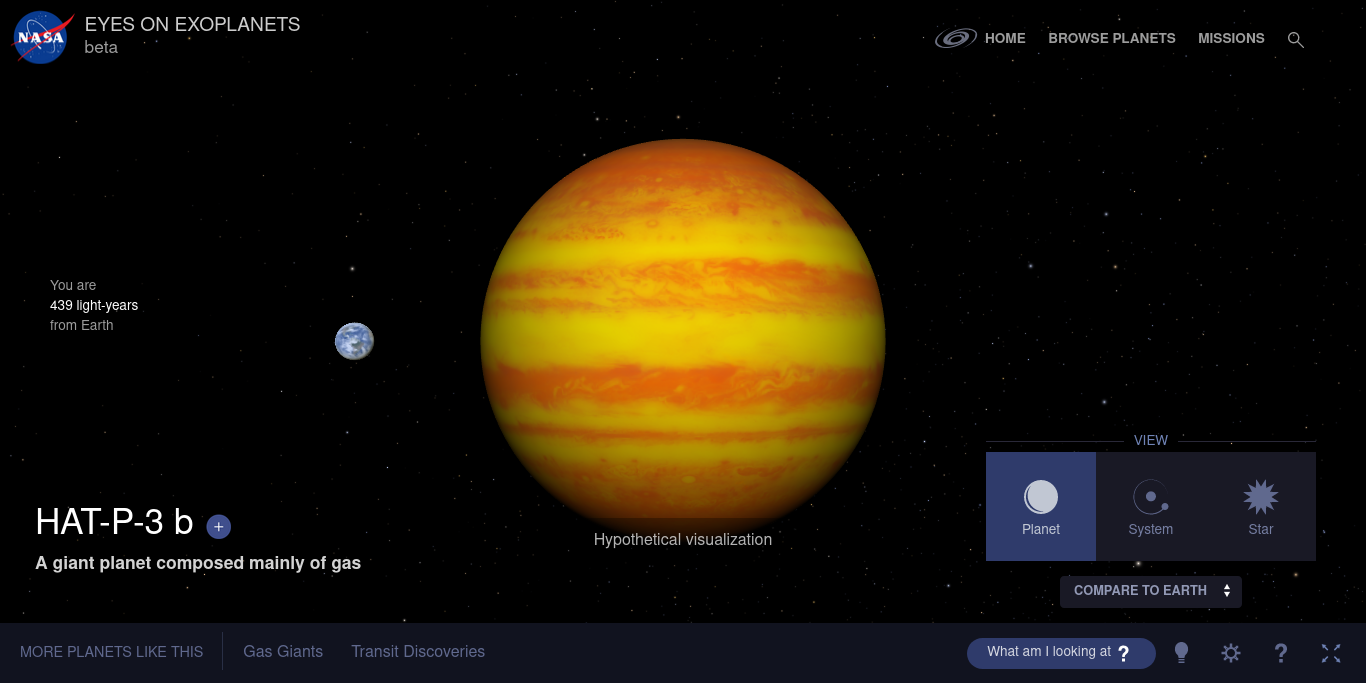 NASA
EYES ON EXOPLANETS
beta
HOME
BROWSE PLANETS
MISSIONS
You are
439 light-years
from Earth
HAT-P-3 b +
A giant planet composed mainly of gas
Hypothetical visualization
VIEW
Planet
System
Star
COMPARE TO EARTH
MORE PLANETS LIKE THIS
Gas Giants
Transit Discoveries
What am I looking at ?
?